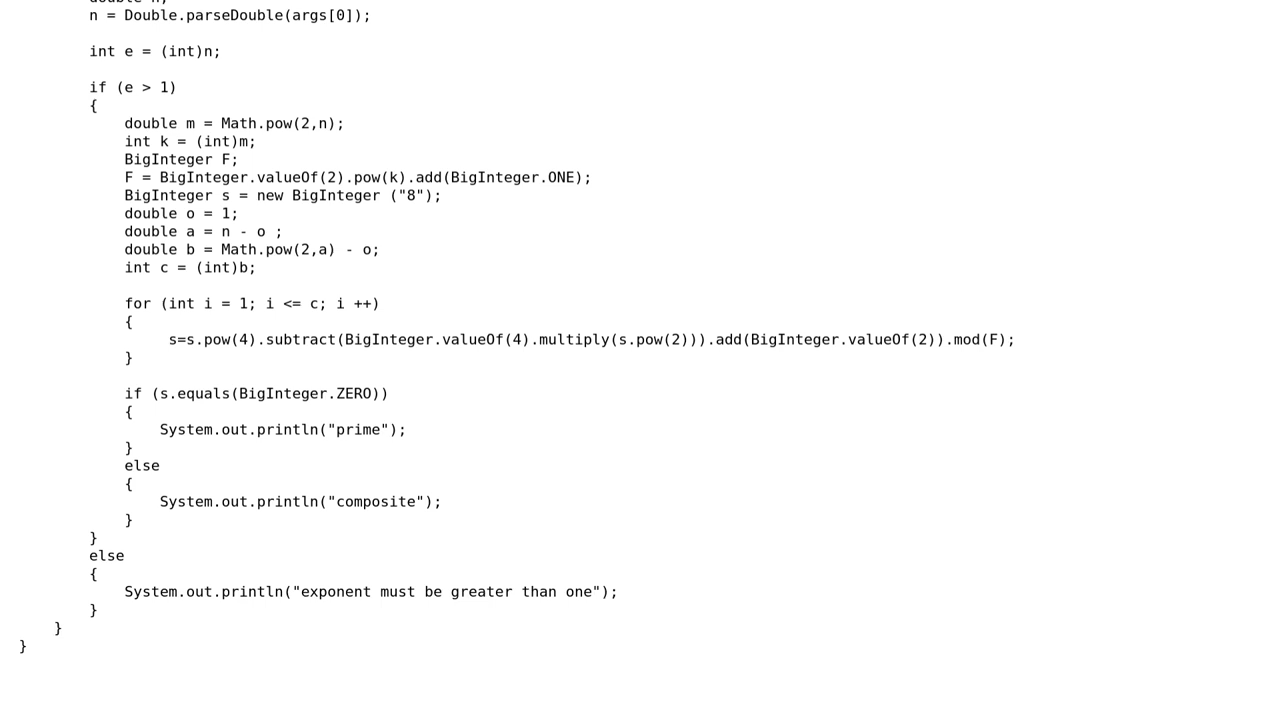 double n;
n = Double.parseDouble(args[0]);
int e = (int)n;
if (e > 1)
{
double m = Math.pow(2,n);
int k = (int)m;
BigInteger F;
F = BigInteger.valueOf(2).pow(k).add(BigInteger.ONE);
BigInteger s = new BigInteger ("8");
double o = 1;
double a = n - o ;
double b = Math.pow(2,a) - o;
int c = (int)b;
for (int i = 1; i <= c; i ++)
{
s=s.pow(4).subtract(BigInteger.valueOf(4).multiply(s.pow(2))).add(BigInteger.valueOf(2)).mod(F);
}
if (s.equals(BigInteger.ZERO))
{
System.out.println("prime");
}
else
{
System.out.println("composite");
}
}
else
{
System.out.println("exponent must be greater than one");
}
}
}